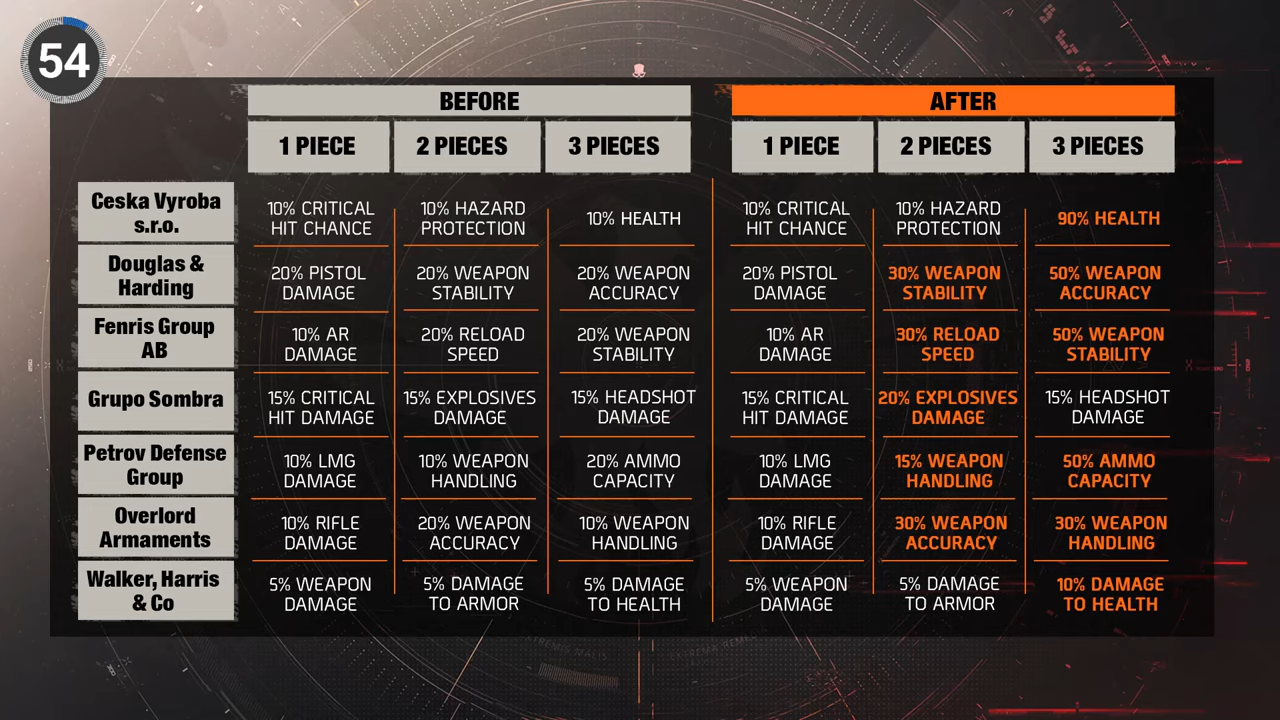 54
BEFORE
AFTER
1 PIECE
2 PIECES
3 PIECES
1 PIECE
2 PIECES
3 PIECES
Ceska Vyroba
s.r.o.
10% CRITICAL
HIT CHANCE
10% HAZARD
PROTECTION
10% HEALTH
10% CRITICAL
HIT CHANCE
10% HAZARD
PROTECTION
90% HEALTH
Douglas &
Harding
20% PISTOL
DAMAGE
20% WEAPON
STABILITY
20% WEAPON
ACCURACY
20% PISTOL
DAMAGE
30% WEAPON
STABILITY
50% WEAPON
ACCURACY
Fenris Group
AB
10% AR
DAMAGE
20% RELOAD
SPEED
20% WEAPON
STABILITY
10% AR
DAMAGE
30% RELOAD
SPEED
50% WEAPON
STABILITY
Grupo Sombra
15% CRITICAL
HIT DAMAGE
15% EXPLOSIVES
DAMAGE
15% HEADSHOT
DAMAGE
15% CRITICAL
HIT DAMAGE
20% EXPLOSIVES
DAMAGE
15% HEADSHOT
DAMAGE
Petrov Defense
Group
10% LMG
DAMAGE
10% WEAPON
HANDLING
20% AMMO
CAPACITY
10% LMG
DAMAGE
15% WEAPON
HANDLING
50% AMMO
CAPACITY
Overlord
Armaments
10% RIFLE
DAMAGE
20% WEAPON
ACCURACY
10% WEAPON
HANDLING
10% RIFLE
DAMAGE
30% WEAPON
ACCURACY
30% WEAPON
HANDLING
Walker, Harris
& Co
5% WEAPON
DAMAGE
5% DAMAGE
TO ARMOR
5% DAMAGE
TO HEALTH
5% WEAPON
DAMAGE
5% DAMAGE
TO ARMOR
10% DAMAGE
TO HEALTH